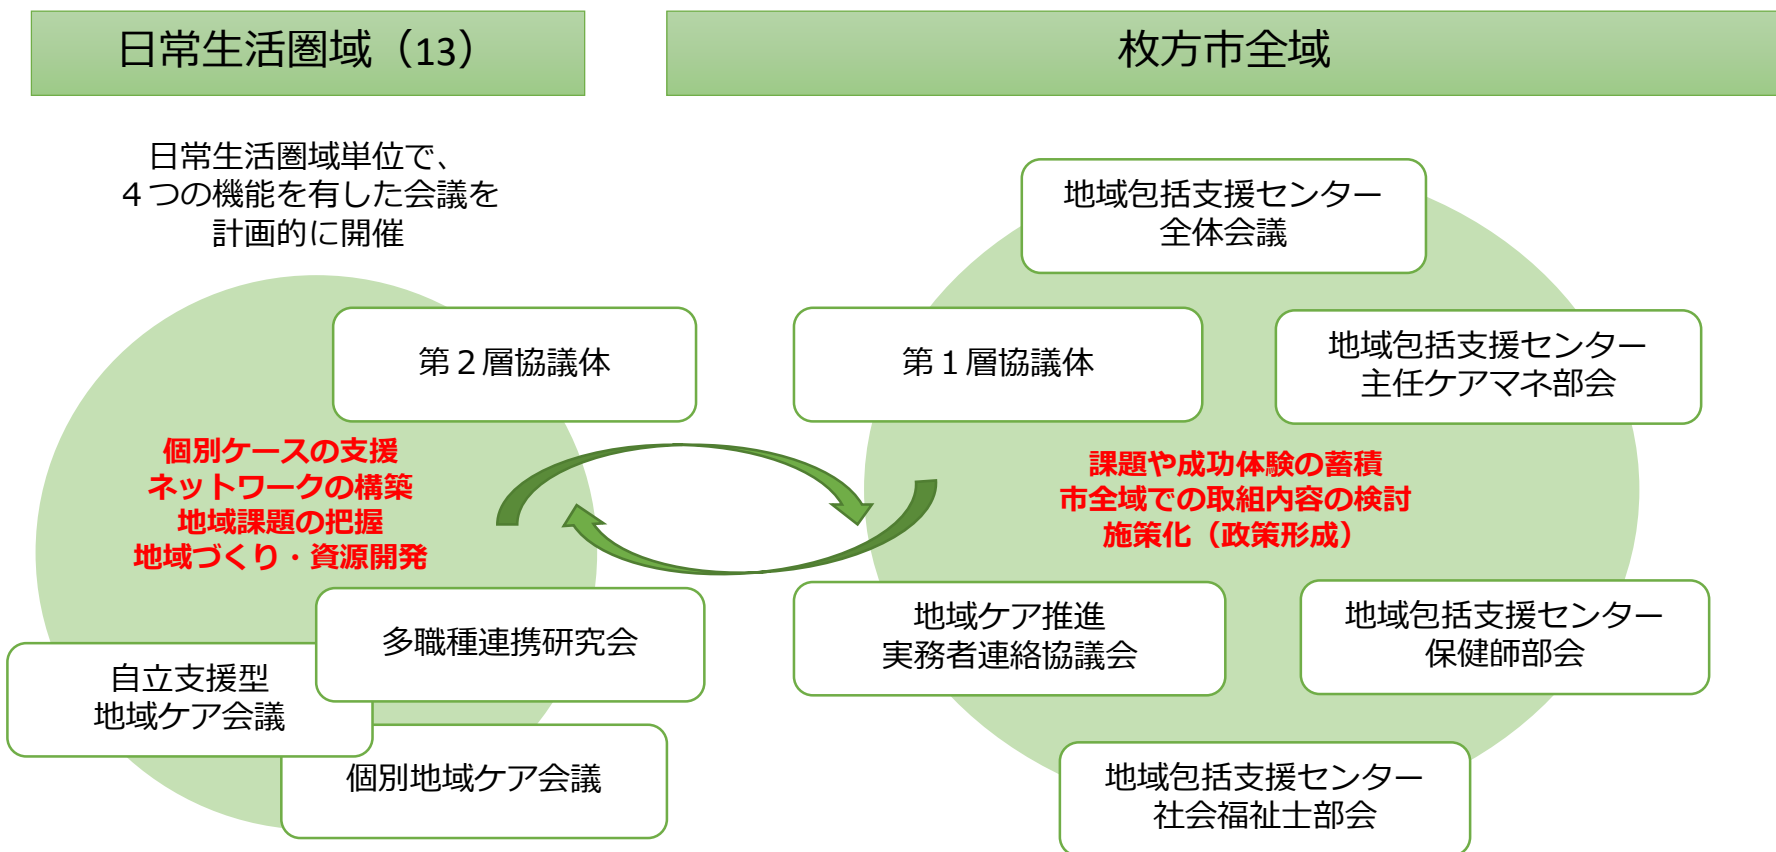 日常生活圏域（13）
枚方市全域
日常生活圏域単位で、
４つの機能を有した会議を
計画的に開催
第２層協議体
個別ケースの支援
ネットワークの構築
地域課題の把握
地域づくり・資源開発
多職種連携研究会
自立支援型
地域ケア会議
個別地域ケア会議
地域包括支援センター
全体会議
第１層協議体
地域包括支援センター
主任ケアマネ部会
課題や成功体験の蓄積
市全域での取組内容の検討
施策化（政策形成）
地域ケア推進
実務者連絡協議会
地域包括支援センター
保健師部会
地域包括支援センター
社会福祉士部会